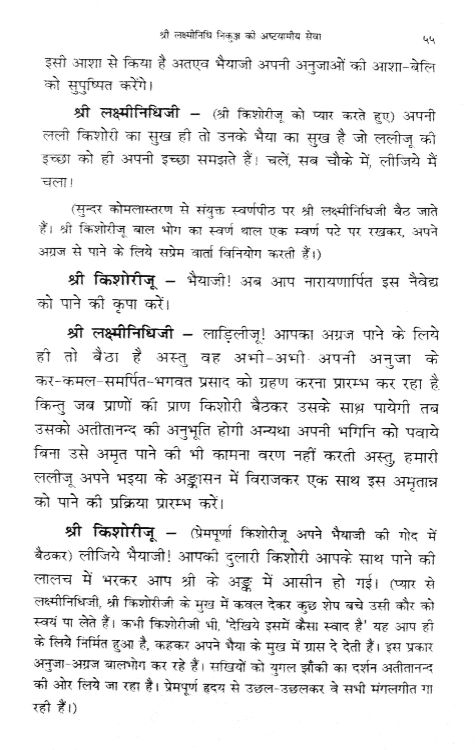 श्री लक्ष्मीनिधि निकुञ्ज की अष्टयामीय सेवा ५५
इसी आशा से किया है अतएव भैयाजी अपनी अनुजाओं की आशा-बेलि
को सुपुष्पित करेंगे।
श्री लक्ष्मीनिधिजी – (श्री किशोरीजू को प्यार करते हुए) अपनी
लली किशोरी का सुख ही तो उनके भैया का सुख है जो ललीजू की
इच्छा को ही अपनी इच्छा समझते हैं। चलें, सब चौके में, लीजिये मैं
चला!
(सुन्दर कोमलास्तरण से संयुक्त स्वर्णपीठ पर श्री लक्ष्मीनिधिजी बैठ जाते
हैं। श्री किशोरीजू बाल भोग का स्वर्ण थाल एक स्वर्ण पटे पर रखकर, अपने
अग्रज से पाने के लिये सप्रेम वार्ता विनियोग करती हैं।)
श्री किशोरीजू – भैयाजी! अब आप नारायणार्पित इस नैवेद्य
को पाने की कृपा करें।
श्री लक्ष्मीनिधिजी – लाड़िलीजू! आपका अग्रज पाने के लिये
ही तो बैठा है अस्तु वह अभी-अभी अपनी अनुजा के
कर-कमल-समर्पित-भगवत प्रसाद को ग्रहण करना प्रारम्भ कर रहा है
किन्तु जब प्राणों की प्राण किशोरी बैठकर उसके साथ पायेगी तब
उसको अतीतानन्द की अनुभूति होगी अन्यथा अपनी भगिनि को पवाये
बिना उसे अमृत पाने की भी कामना वरण नहीं करती अस्तु, हमारी
ललीजू अपने भइया के अङ्कासन में विराजकर एक साथ इस अमृतान्न
को पाने की प्रक्रिया प्रारम्भ करें।
श्री किशोरीजू – (प्रेमपूर्णा किशोरीजू अपने भैयाजी की गोद में
बैठकर) लीजिये भैयाजी! आपकी दुलारी किशोरी आपके साथ पाने की
लालच में भरकर आप श्री के अङ्क में आसीन हो गई। (प्यार से
लक्ष्मीनिधिजी, श्री किशोरीजी के मुख में कवल देकर कुछ शेष बचे उसी कौर को
स्वयं पा लेते हैं। कभी किशोरीजी भी, 'देखिये इसमें कैसा स्वाद है' यह आप ही
के लिये निर्मित हुआ है, कहकर अपने भैया के मुख में ग्रास दे देती हैं। इस प्रकार
अनुजा-अग्रज बालभोग कर रहे हैं। सखियों को युगल झाँकी का दर्शन अतीतानन्द
की ओर लिये जा रहा है। प्रेमपूर्ण हृदय से उछल-उछलकर वे सभी मंगलगीत गा
रही हैं।)